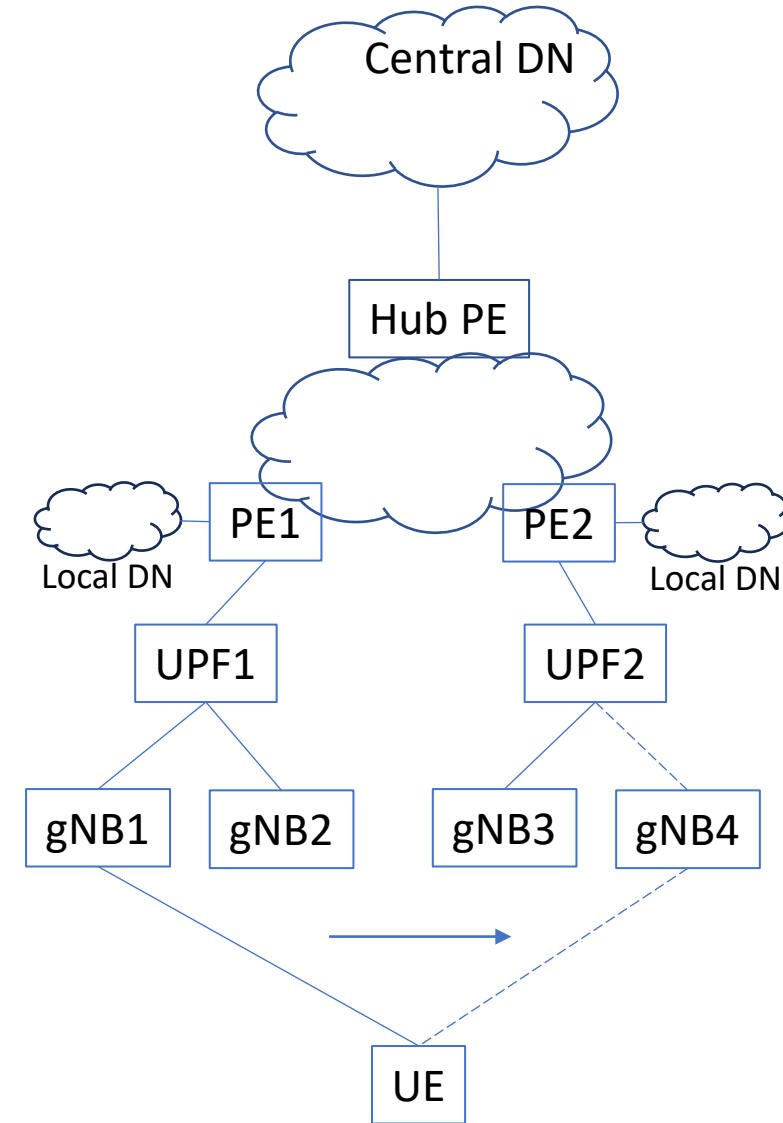 Central DN
Hub PE
PE1
PE2
Local DN
Local DN
UPF1
UPF2
gNB1
gNB2
gNB3
gNB4
UE